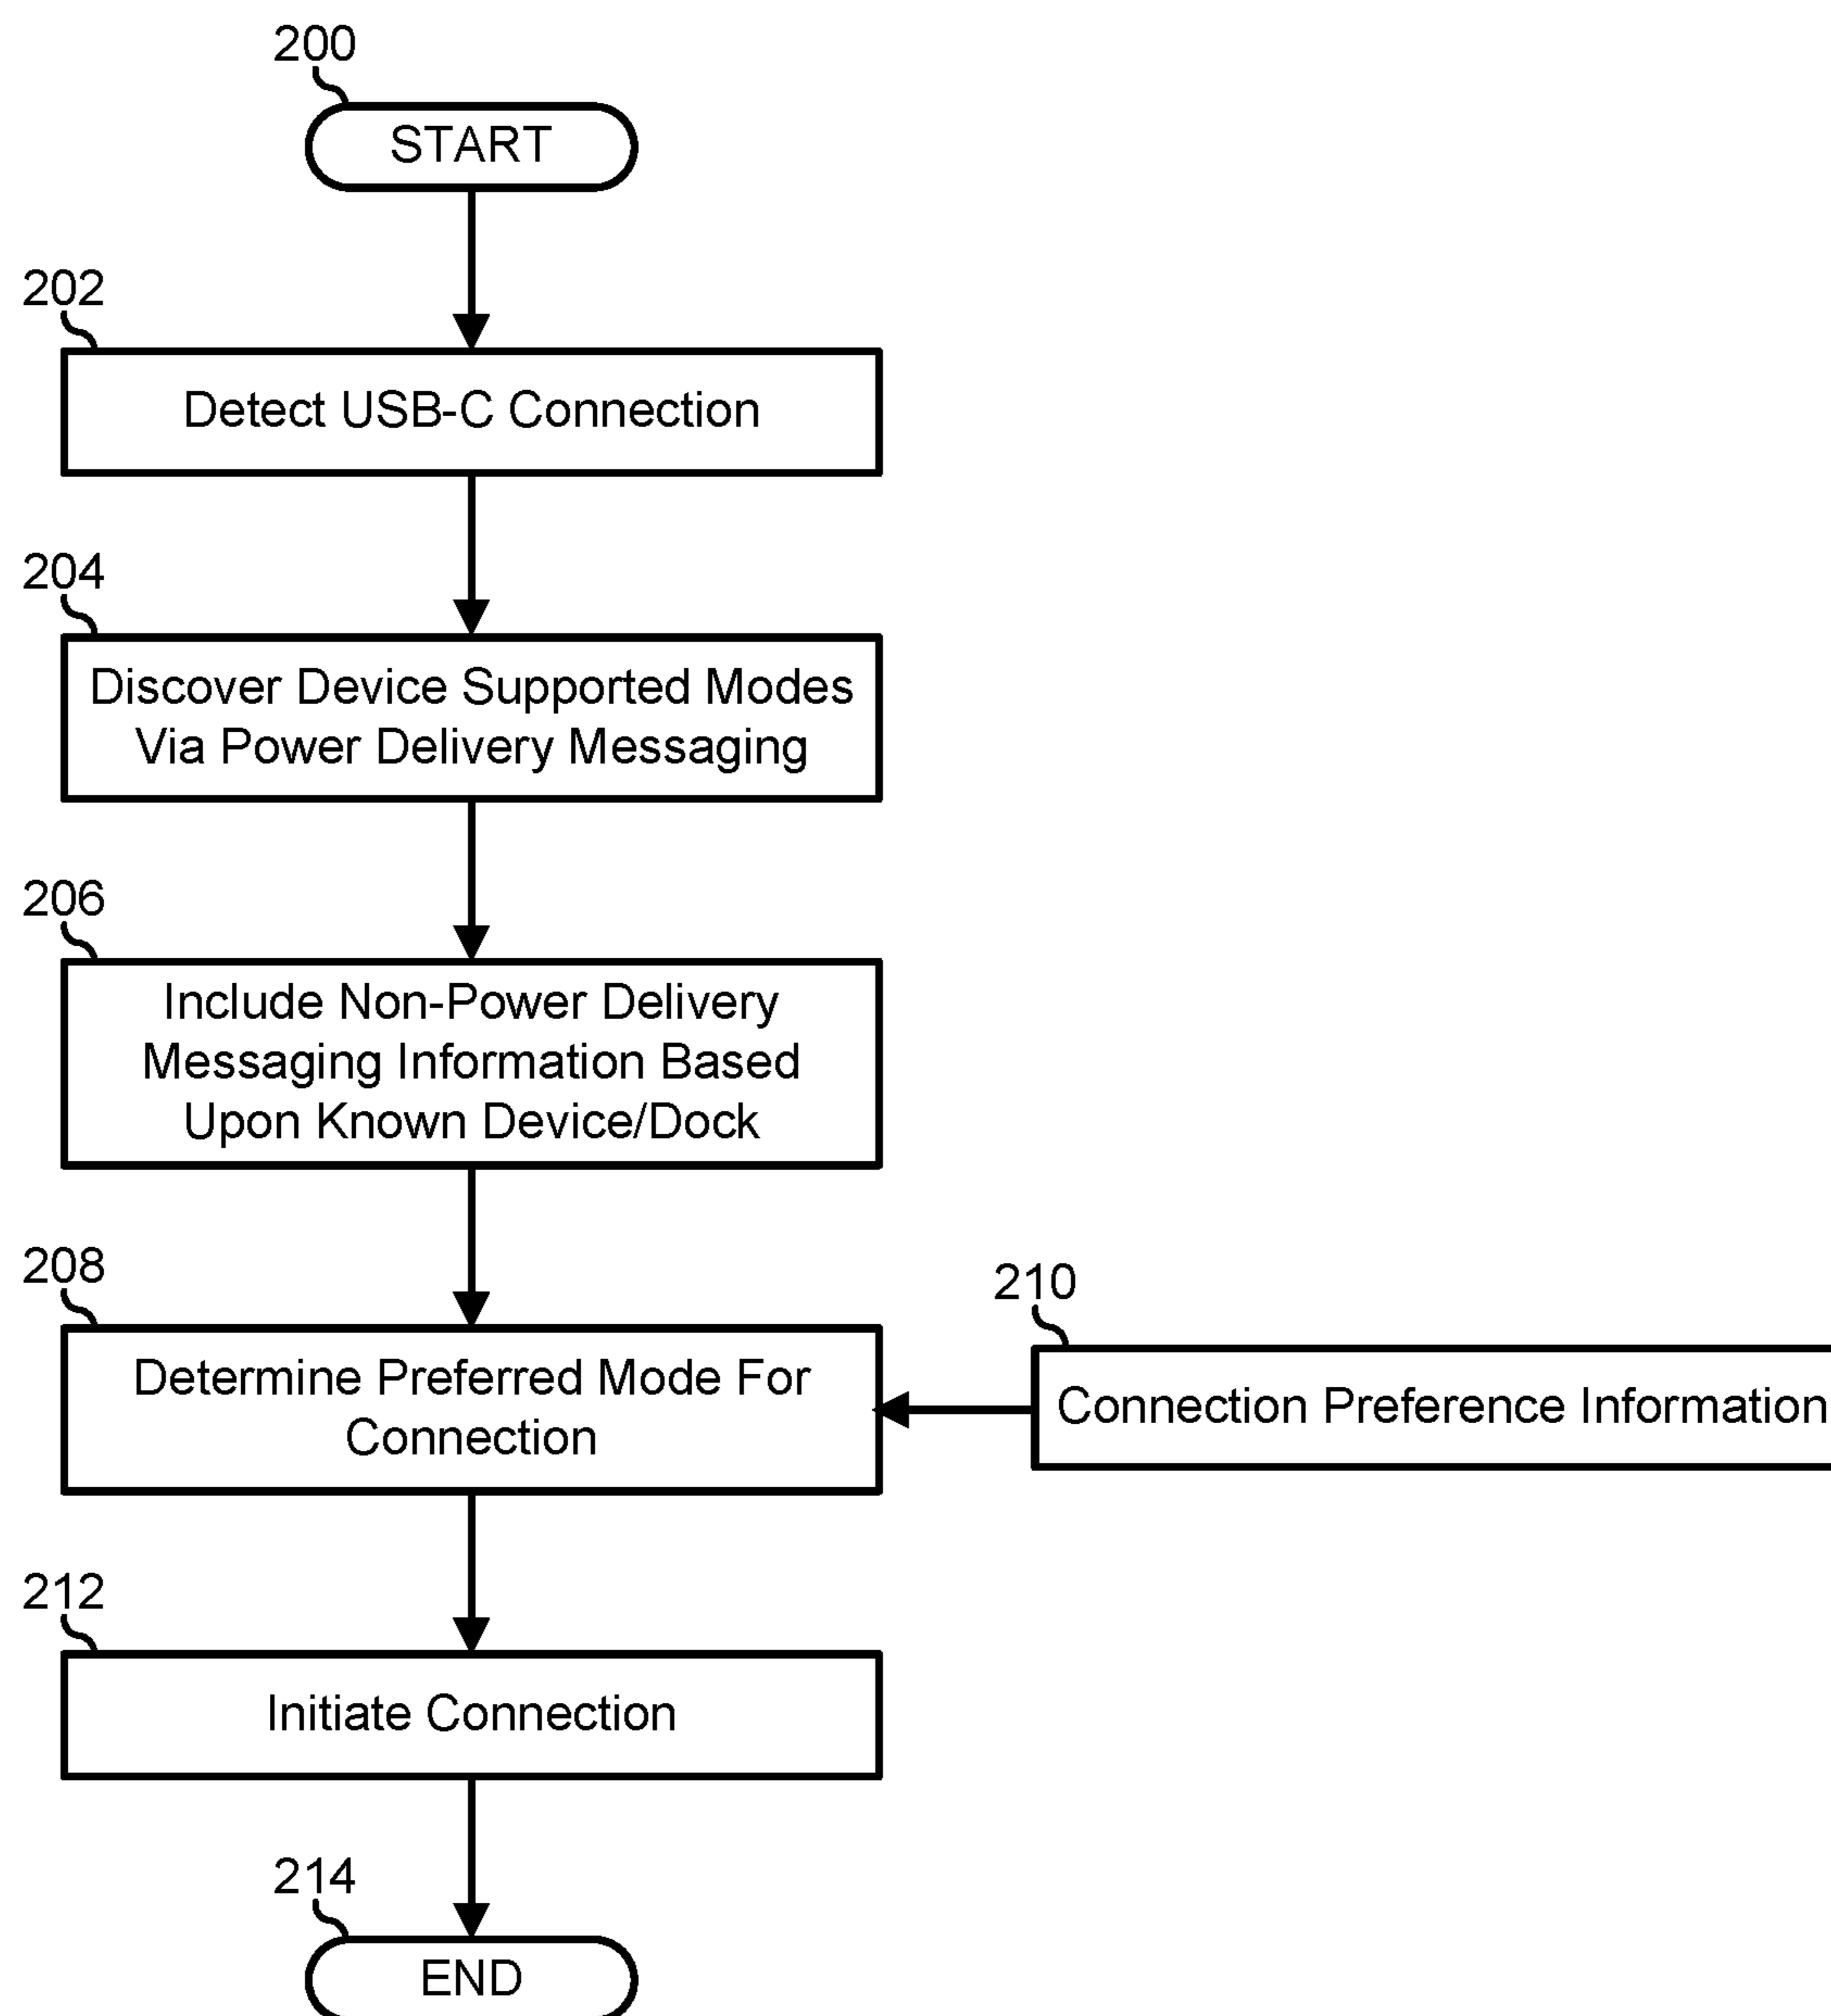 200
START
202
Detect USB-C Connection
204
Discover Device Supported Modes
Via Power Delivery Messaging
206
Include Non-Power Delivery
Messaging Information Based
Upon Known Device/Dock
208
Determine Preferred Mode For
Connection
210
Connection Preference Information
212
Initiate Connection
214
END